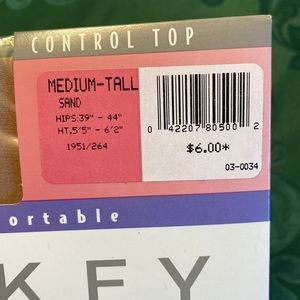 CONTROL TOP
MEDIUM-TALL
SAND
HIPS:39" - 44"
HT.5'5" - 6'2"
1951/264
0 42207 80500 2
$6.00*
03-0034
ortable
KEY